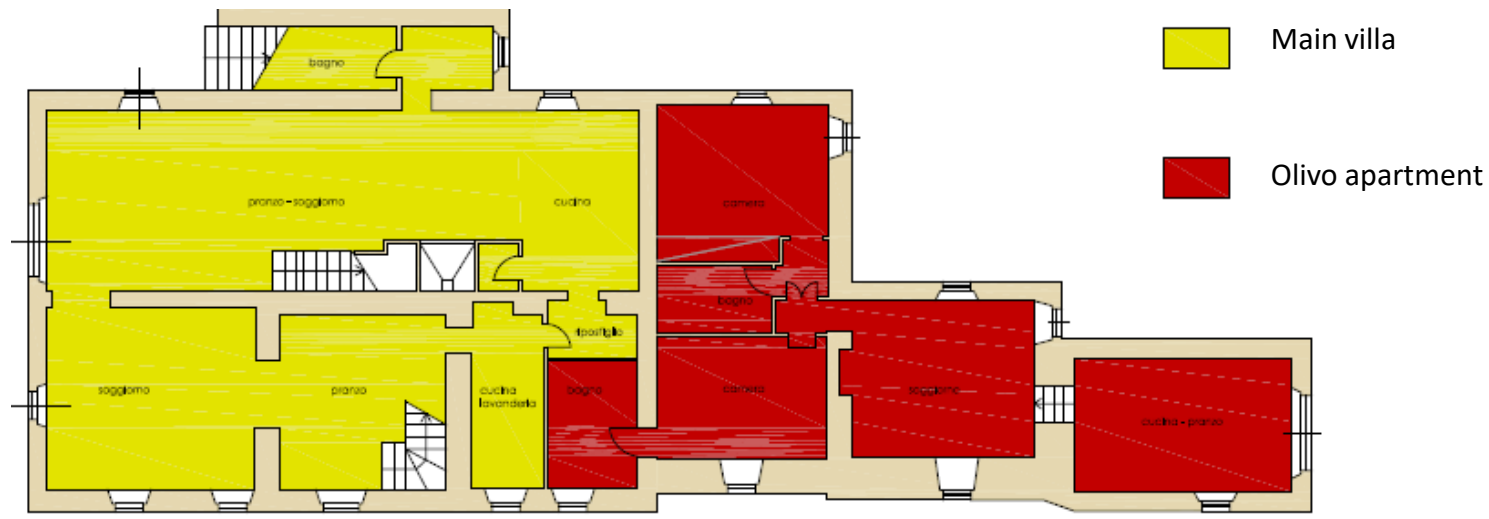 Main villa
Olivo apartment
bagno
pranzo - soggiorno
cucina
camera
bagno
ripostiglio
soggiorno
pranzo
cucina
lavanderia
bagno
camera
soggiorno
cucina - pranzo